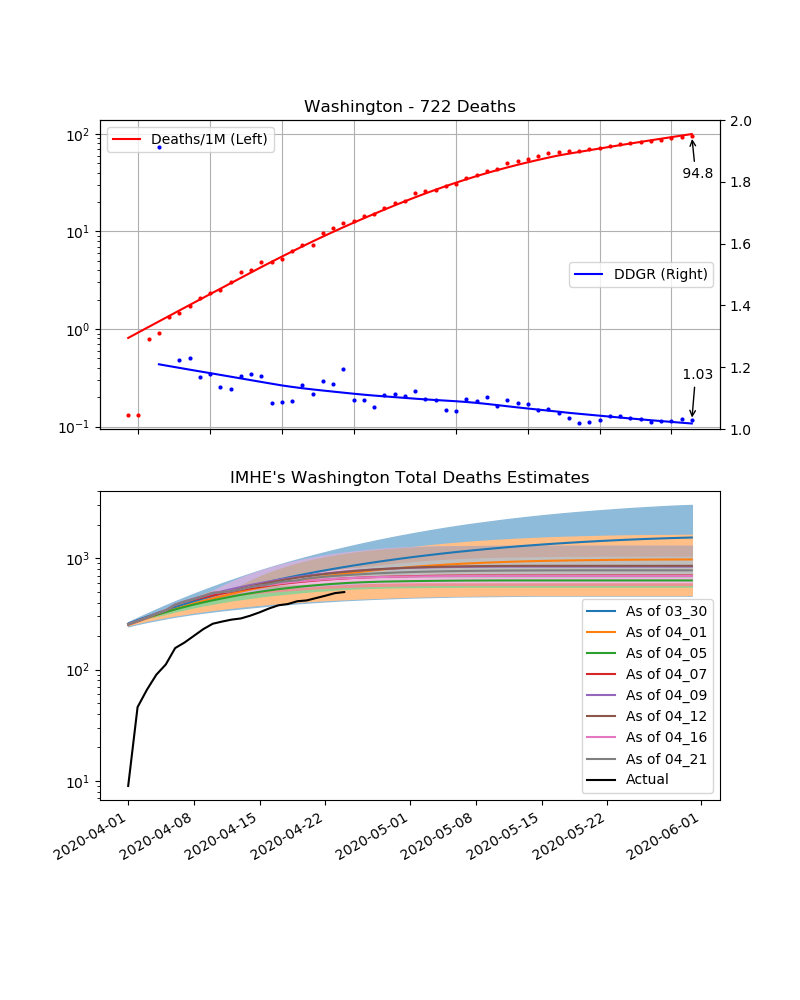 Washington - 722 Deaths
Deaths/1M (Left)
DDGR (Right)
10²
10¹
10⁰
10⁻¹
2.0
1.8
1.6
1.4
1.2
1.0
94.8
1.03
IMHE's Washington Total Deaths Estimates
10³
10²
10¹
As of 03_30
As of 04_01
As of 04_05
As of 04_07
As of 04_09
As of 04_12
As of 04_16
As of 04_21
Actual
2020-04-01
2020-04-08
2020-04-15
2020-04-22
2020-05-01
2020-05-08
2020-05-15
2020-05-22
2020-06-01